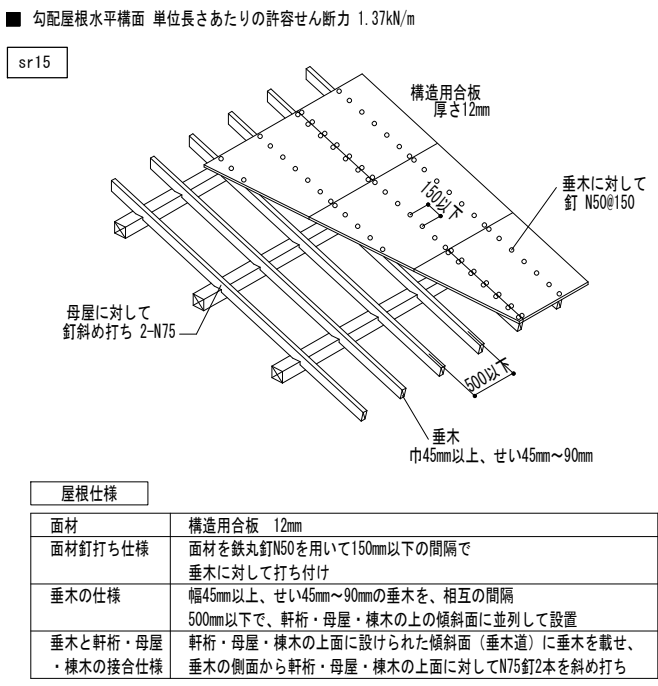 ■ 勾配屋根水平構面 単位長さあたりの許容せん断力 1.37kN/m
sr15
構造用合板
厚さ12mm
垂木に対して
釘 N50@150
150以下
母屋に対して
釘斜め打ち 2-N75
500以下
垂木
巾45mm以上、せい45mm～90mm
屋根仕様
面材 構造用合板 12mm
面材釘打ち仕様 面材を鉄丸釘N50を用いて150mm以下の間隔で
垂木に対して打ち付け
垂木の仕様 幅45mm以上、せい45mm～90mmの垂木を、相互の間隔
500mm以下で、軒桁・母屋・棟木の上の傾斜面に並列して設置
垂木と軒桁・母屋 軒桁・母屋・棟木の上面に設けられた傾斜面（垂木道）に垂木を載せ、
・棟木の接合仕様 垂木の側面から軒桁・母屋・棟木の上面に対してN75釘2本を斜め打ち